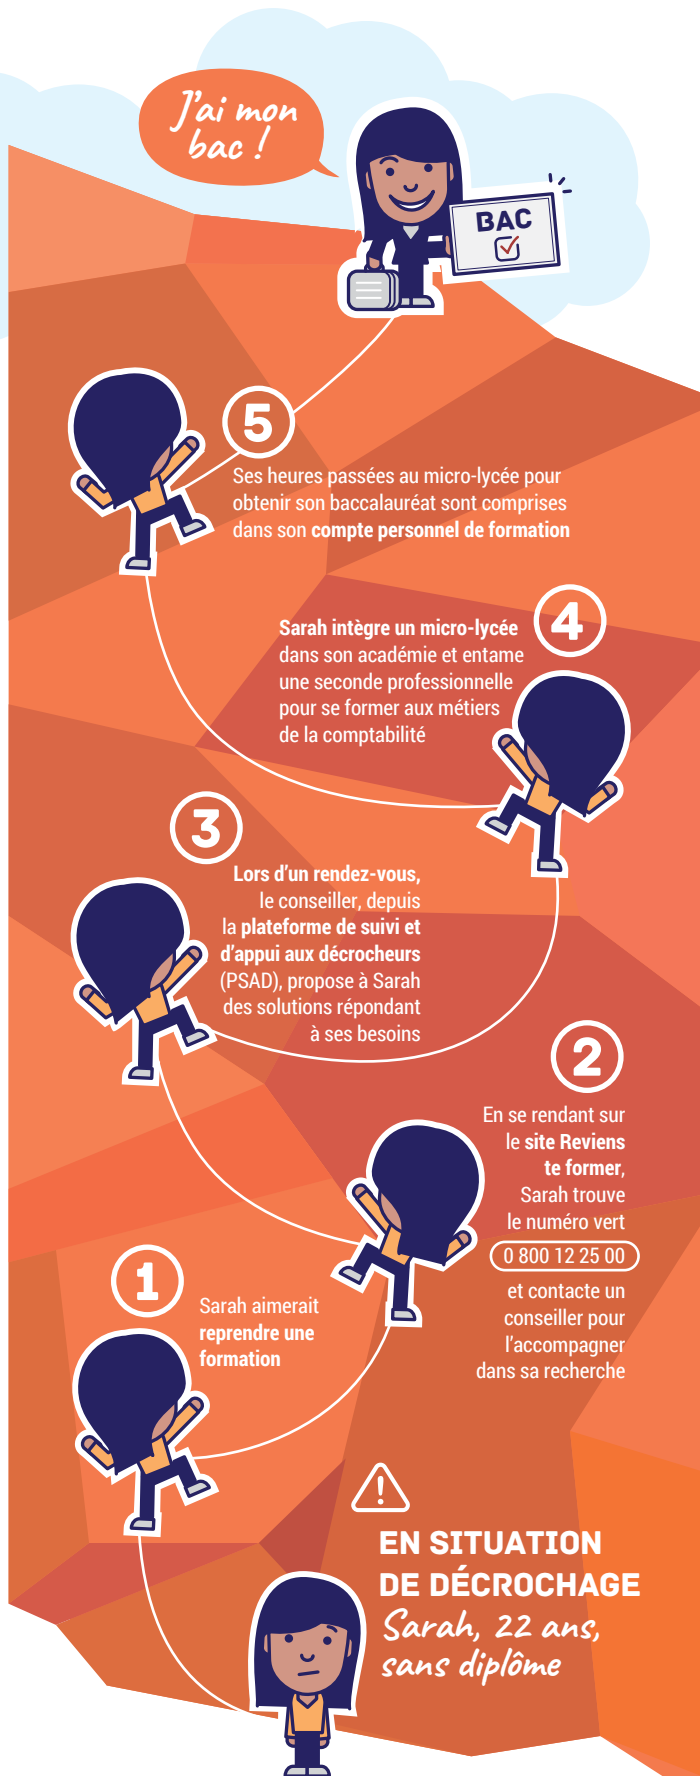 J'ai mon
bac !
BAC
5
Ses heures passées au micro-lycée pour
obtenir son baccalauréat sont comprises
dans son compte personnel de formation
4
Sarah intègre un micro-lycée
dans son académie et entame
une seconde professionnelle
pour se former aux métiers
de la comptabilité
3
Lors d'un rendez-vous,
le conseiller, depuis
la plateforme de suivi et
d'appui aux décrocheurs
(PSAD), propose à Sarah
des solutions répondant
à ses besoins
2
En se rendant sur
le site Reviens
te former,
Sarah trouve
le numéro vert
0 800 12 25 00
et contacte un
conseiller pour
l'accompagner
dans sa recherche
1
Sarah aimerait
reprendre une
formation
!
EN SITUATION
DE DÉCROCHAGE
Sarah, 22 ans,
sans diplôme